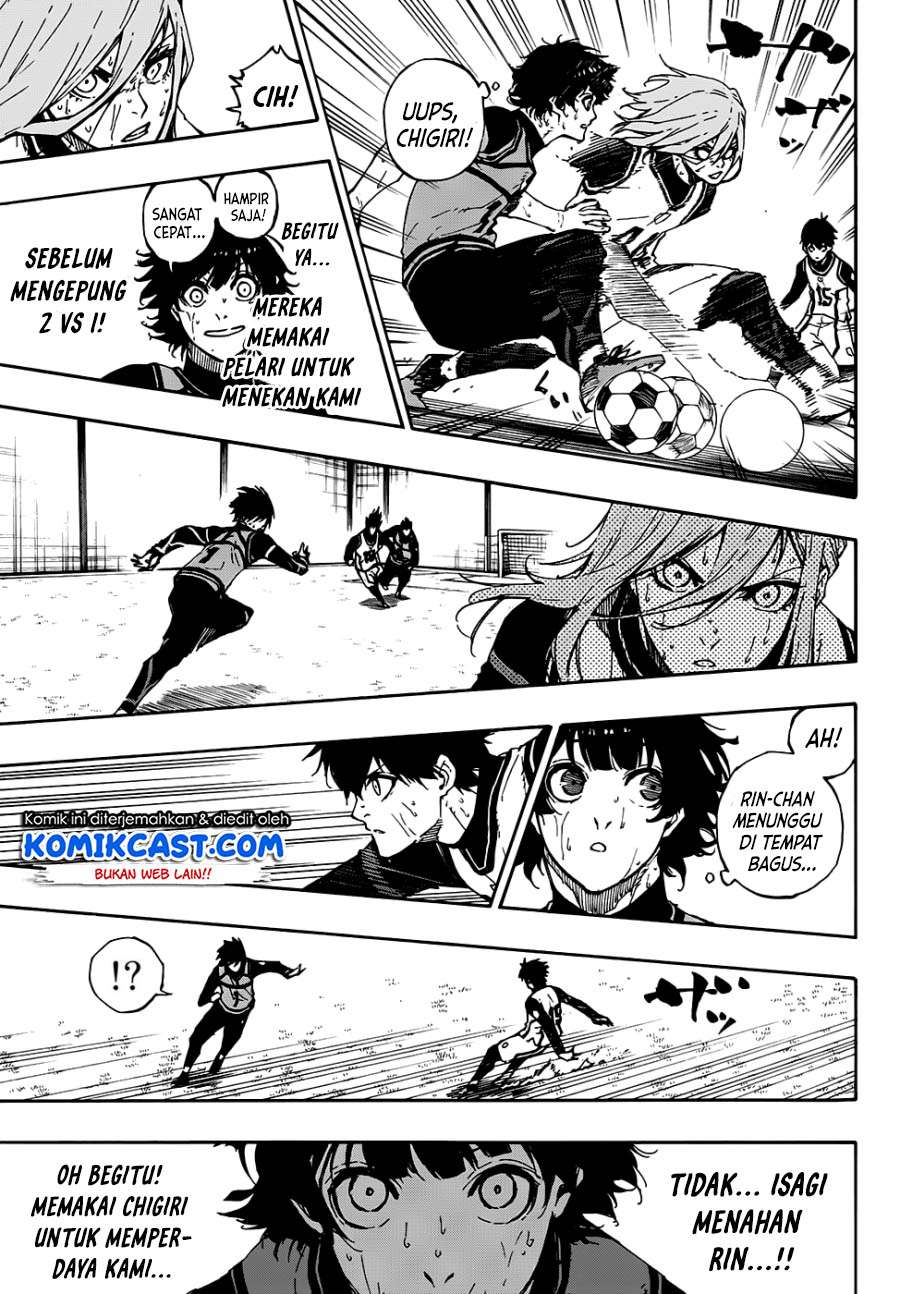 UUPS,
CHIGIRI!
CIH!
HAMPIR
SAJA!
SANGAT
CEPAT...
BEGITU
YA...
MEREKA
MEMAKAI
PELARI UNTUK
MENEKAN KAMI
SEBELUM
MENGEPUNG
2 VS 1!
15
AH!
RIN-CHAN
MENUNGGU
DI TEMPAT
BAGUS...
Komik ini diterjemahkan & diedit oleh
KOMIKCAST.COM
BUKAN WEB LAIN!!
!?
TIDAK... ISAGI
MENAHAN
RIN...!!
OH BEGITU!
MEMAKAI CHIGIRI
UNTUK MEMPER-
DAYA KAMI...